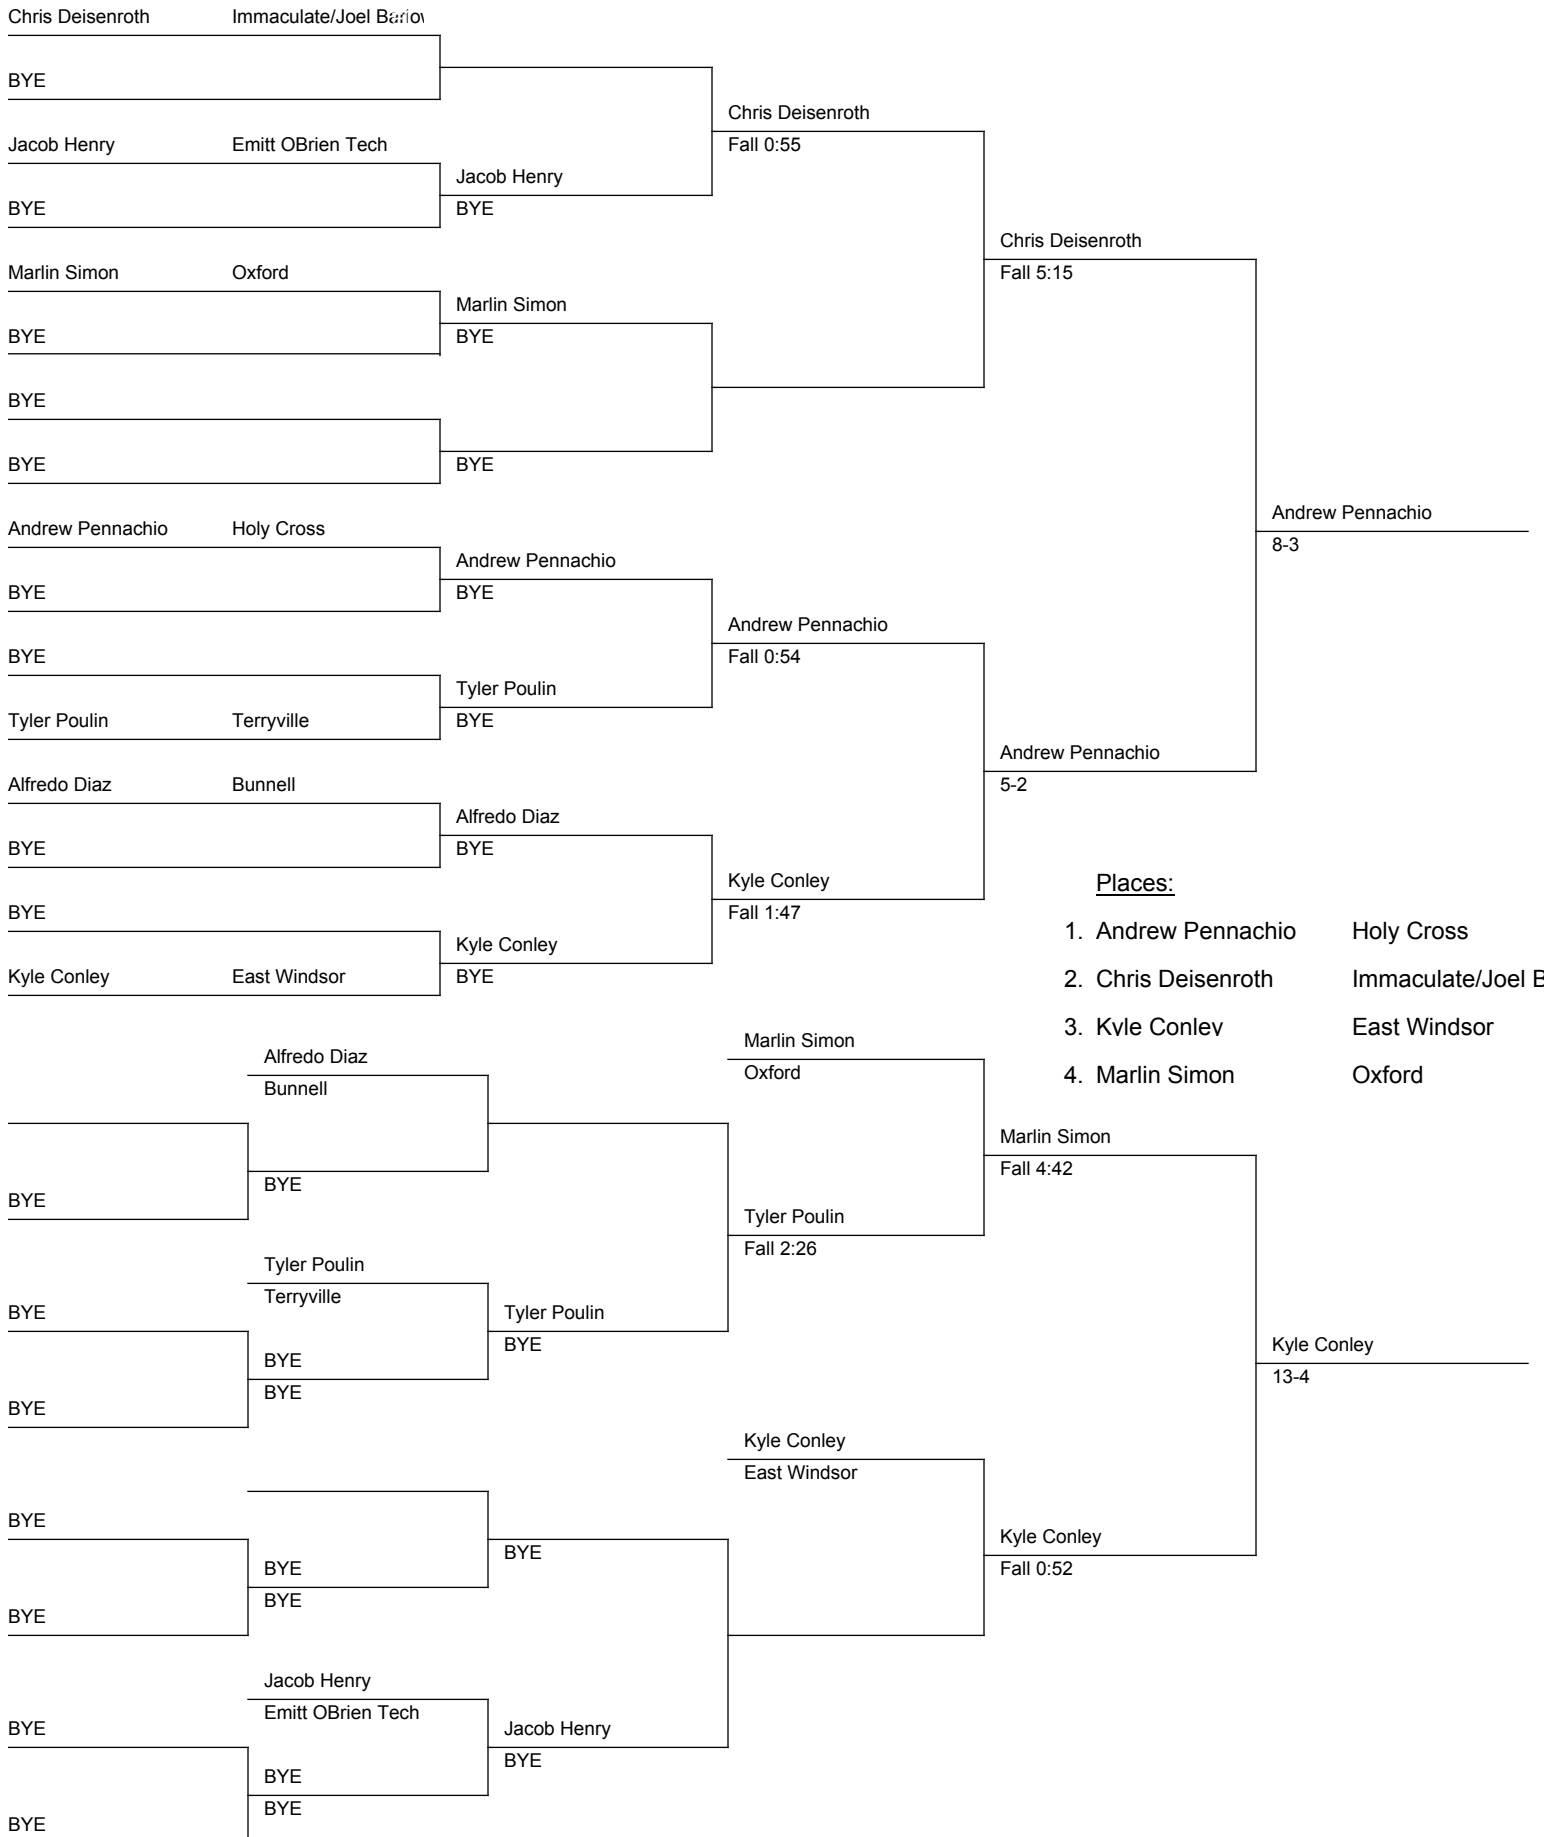 Chris Deisenroth Immaculate/Joel Barlow
BYE
Chris Deisenroth
Jacob Henry Emitt OBrien Tech
Fall 0:55
Jacob Henry
BYE
BYE
Chris Deisenroth
Marlin Simon Oxford
Fall 5:15
Marlin Simon
BYE
BYE
BYE
BYE
BYE
Andrew Pennachio
Andrew Pennachio Holy Cross
8-3
Andrew Pennachio
BYE
BYE
Andrew Pennachio
BYE
Fall 0:54
Tyler Poulin
Tyler Poulin Terryville
BYE
Andrew Pennachio
Alfredo Diaz Bunnell
5-2
Alfredo Diaz
BYE
BYE
Kyle Conley
BYE
Fall 1:47
Kyle Conley
Kyle Conley East Windsor
BYE
Places:
1. Andrew Pennachio Holy Cross
2. Chris Deisenroth Immaculate/Joel B
3. Kyle Conley East Windsor
4. Marlin Simon Oxford
Marlin Simon
Oxford
Alfredo Diaz
Bunnell
Marlin Simon
Fall 4:42
BYE
BYE
Tyler Poulin
Fall 2:26
Tyler Poulin
Terryville
BYE
Tyler Poulin
BYE
BYE
BYE
BYE
Kyle Conley
13-4
Kyle Conley
East Windsor
BYE
BYE
Kyle Conley
Fall 0:52
BYE
BYE
BYE
Jacob Henry
Emitt OBrien Tech
BYE
Jacob Henry
BYE
BYE
BYE
BYE